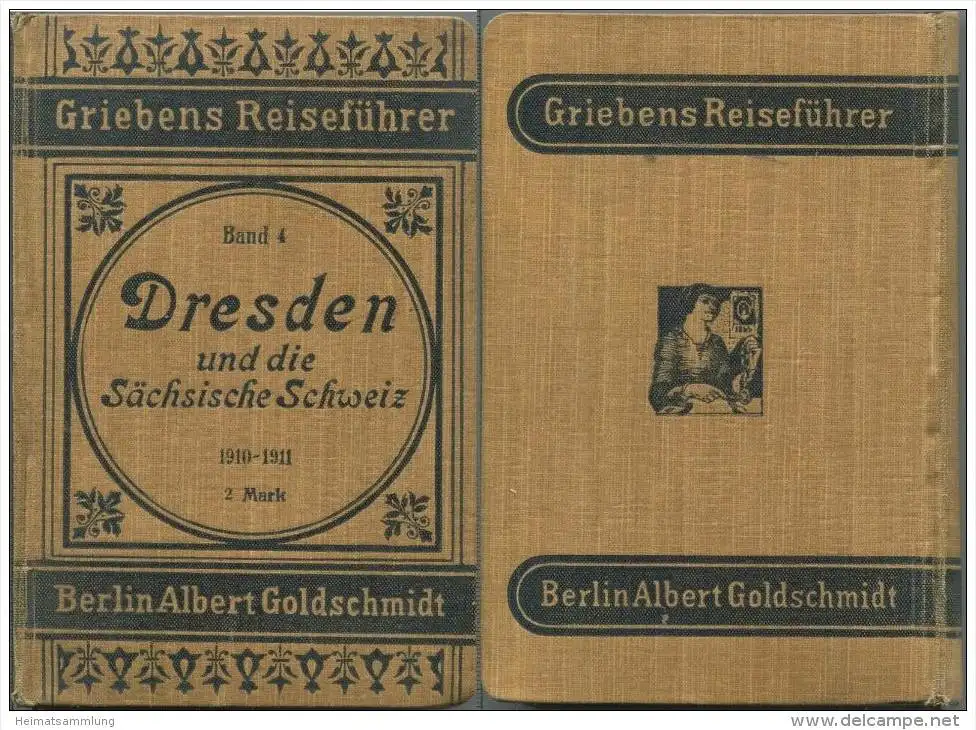 Griebens Reiseführer
Band 4
Dresden
und die
Sächsische Schweiz
1910-1911
2 Mark
Berlin Albert Goldschmidt
Griebens Reiseführer
Berlin Albert Goldschmidt
Heimatsammlung
www.delcampe.net